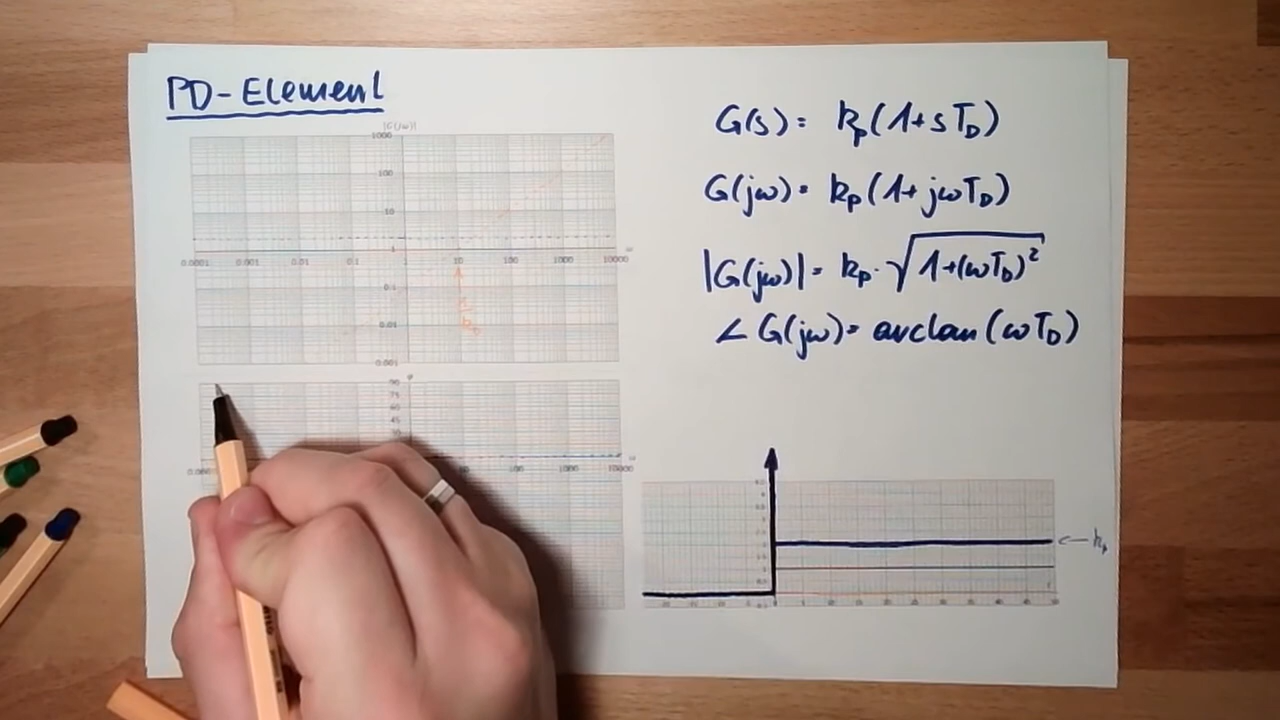 PD-Element
G(s) = kp(1+sTD)
G(jω) = kp(1+jωTD)
|G(jω)| = kp·√1+(ωTD)²
∠G(jω) = arctan(ωTD)
|G(jω)|
1000
100
10
1
0.0001 0.001 0.01 0.1 1 10 100 1000 10000 ω
0.1
0.01
0.001
φ
90
75
60
45
100 1000 10000 ω
← kp